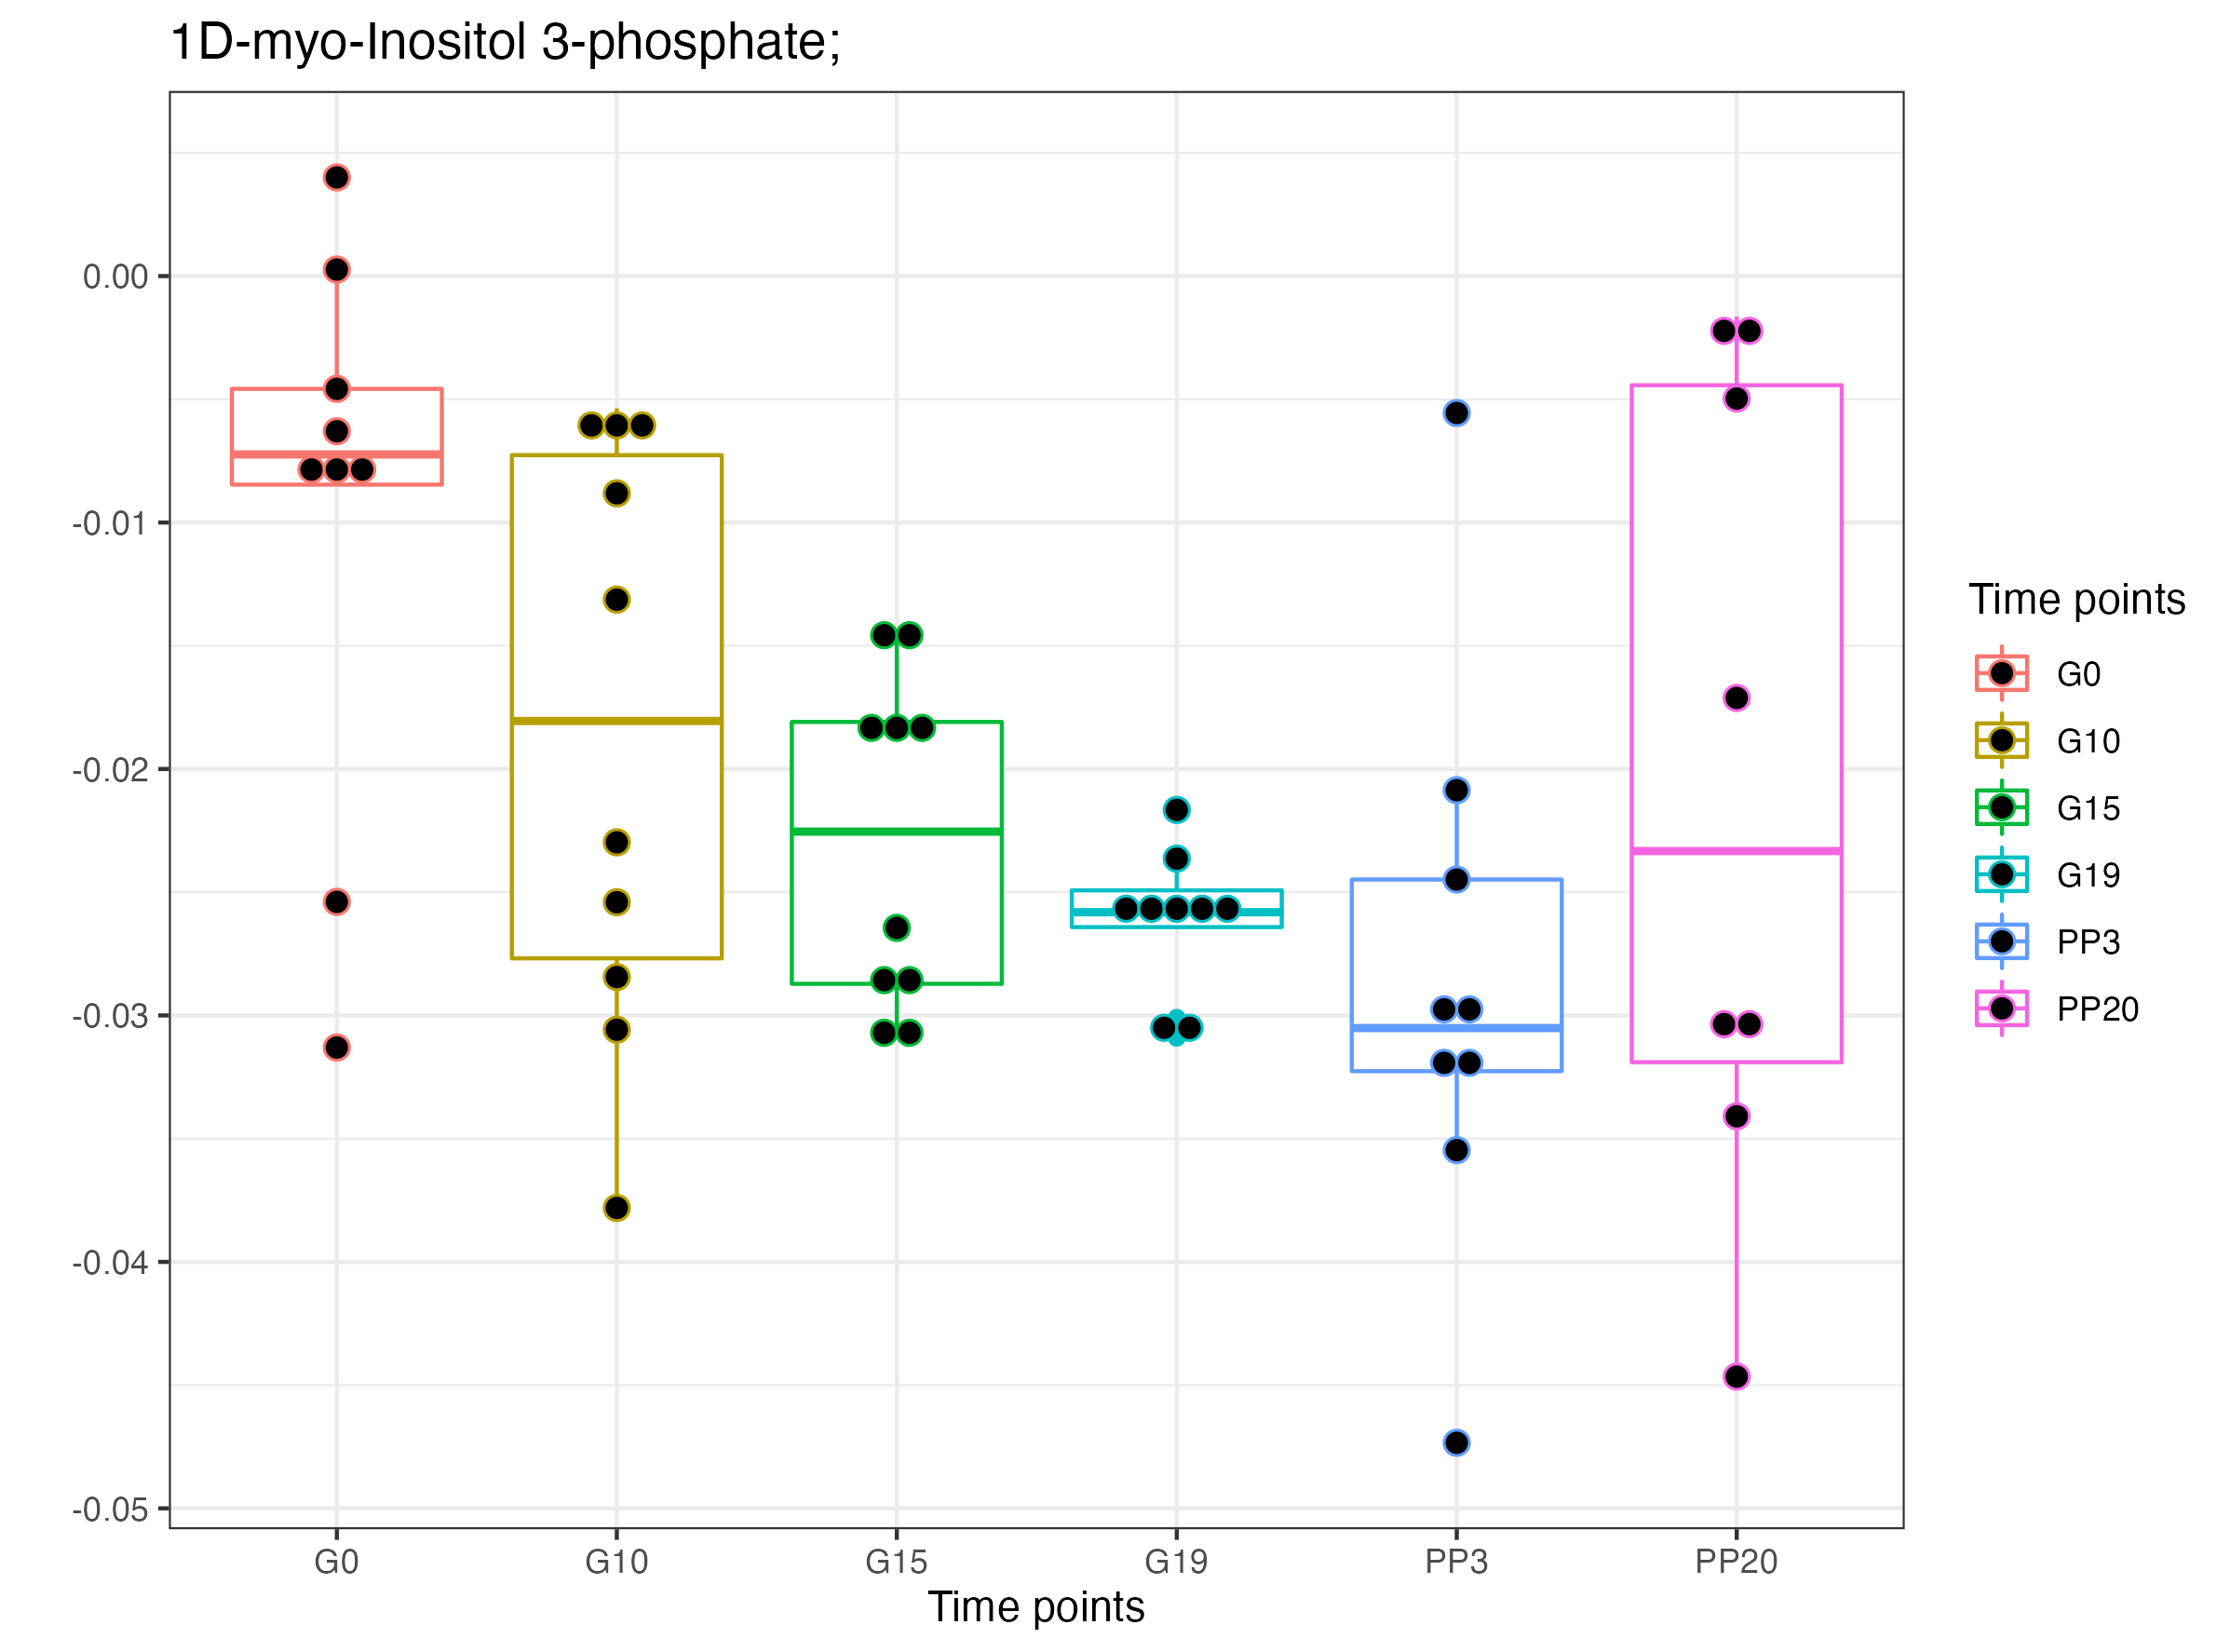 1D-myo-Inositol 3-phosphate;
0.00
-0.01
-0.02
-0.03
-0.04
-0.05
G0 G10 G15 G19 PP3 PP20
Time points
Time points
G0
G10
G15
G19
PP3
PP20